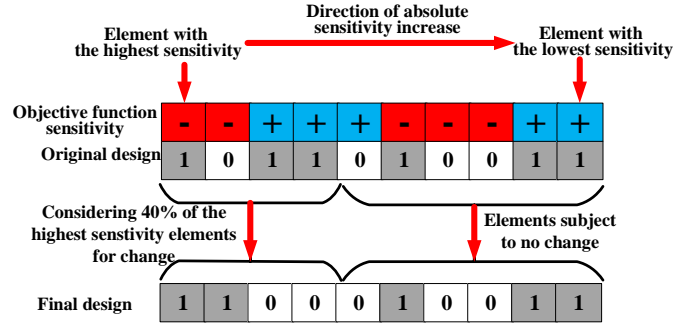 Direction of absolute
sensitivity increase
Element with
the highest sensitivity
Element with
the lowest sensitivity
Objective function
sensitivity
- - + + + - - - + +
Original design
1 0 1 1 0 1 0 0 1 1
Considering 40% of the
highest senstivity elements
for change
Elements subject
to no change
Final design
1 1 0 0 0 1 0 0 1 1